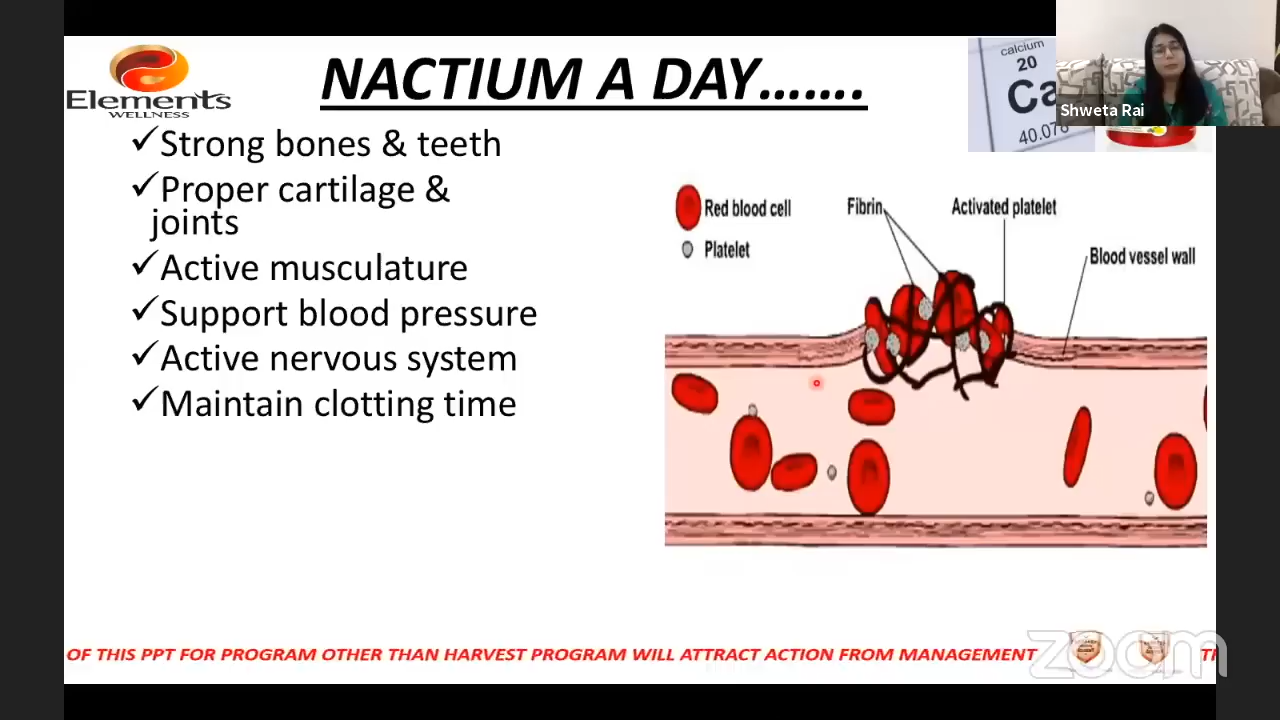 Elements
WELLNESS
NACTIUM A DAY…….
calcium
20
Ca
40.078
Shweta Rai
✓Strong bones & teeth
✓Proper cartilage &
joints
✓Active musculature
✓Support blood pressure
✓Active nervous system
✓Maintain clotting time
Red blood cell
Platelet
Fibrin
Activated platelet
Blood vessel wall
OF THIS PPT FOR PROGRAM OTHER THAN HARVEST PROGRAM WILL ATTRACT ACTION FROM MANAGEMENT
zoom